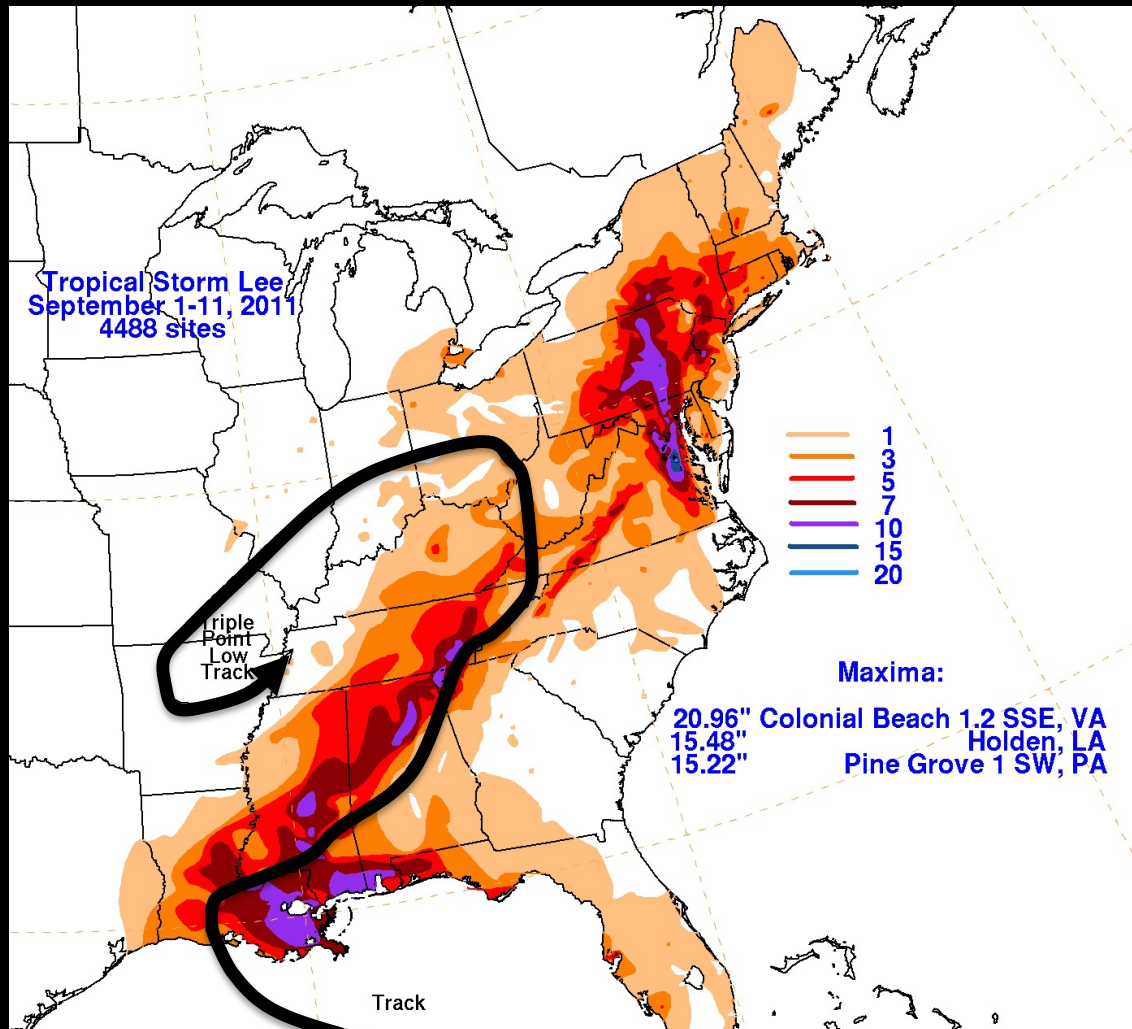 Tropical Storm Lee
September 1-11, 2011
4488 sites
1
3
5
7
10
15
20
Triple
Point
Low
Track
Maxima:
20.96" Colonial Beach 1.2 SSE, VA
15.48" Holden, LA
15.22" Pine Grove 1 SW, PA
Track